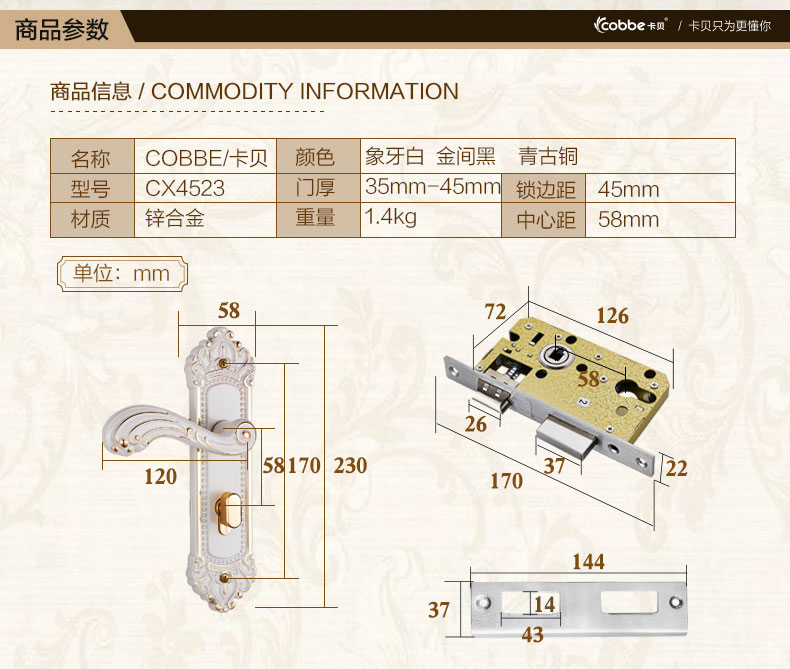 商品参数
cobbe卡贝® / 卡贝只为更懂你
商品信息 / COMMODITY INFORMATION
名称 COBBE/卡贝 颜色 象牙白 金间黑 青古铜
型号 CX4523 门厚 35mm-45mm 锁边距 45mm
材质 锌合金 重量 1.4kg 中心距 58mm
单位：mm
58
120
58
170
230
72
126
58
26
37
22
170
2
144
37
14
43